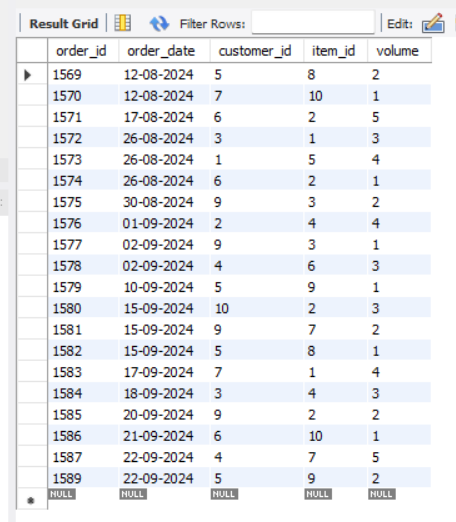 Result Grid Filter Rows: Edit:
order_id order_date customer_id item_id volume
1569 12-08-2024 5 8 2
1570 12-08-2024 7 10 1
1571 17-08-2024 6 2 5
1572 26-08-2024 3 1 3
1573 26-08-2024 1 5 4
1574 26-08-2024 6 2 1
1575 30-08-2024 9 3 2
1576 01-09-2024 2 4 4
1577 02-09-2024 9 3 1
1578 02-09-2024 4 6 3
1579 10-09-2024 5 9 1
1580 15-09-2024 10 2 3
1581 15-09-2024 9 7 2
1582 15-09-2024 5 8 1
1583 17-09-2024 7 1 4
1584 18-09-2024 3 4 3
1585 20-09-2024 9 2 2
1586 21-09-2024 6 10 1
1587 22-09-2024 4 7 5
1589 22-09-2024 5 9 2
NULL NULL NULL NULL NULL